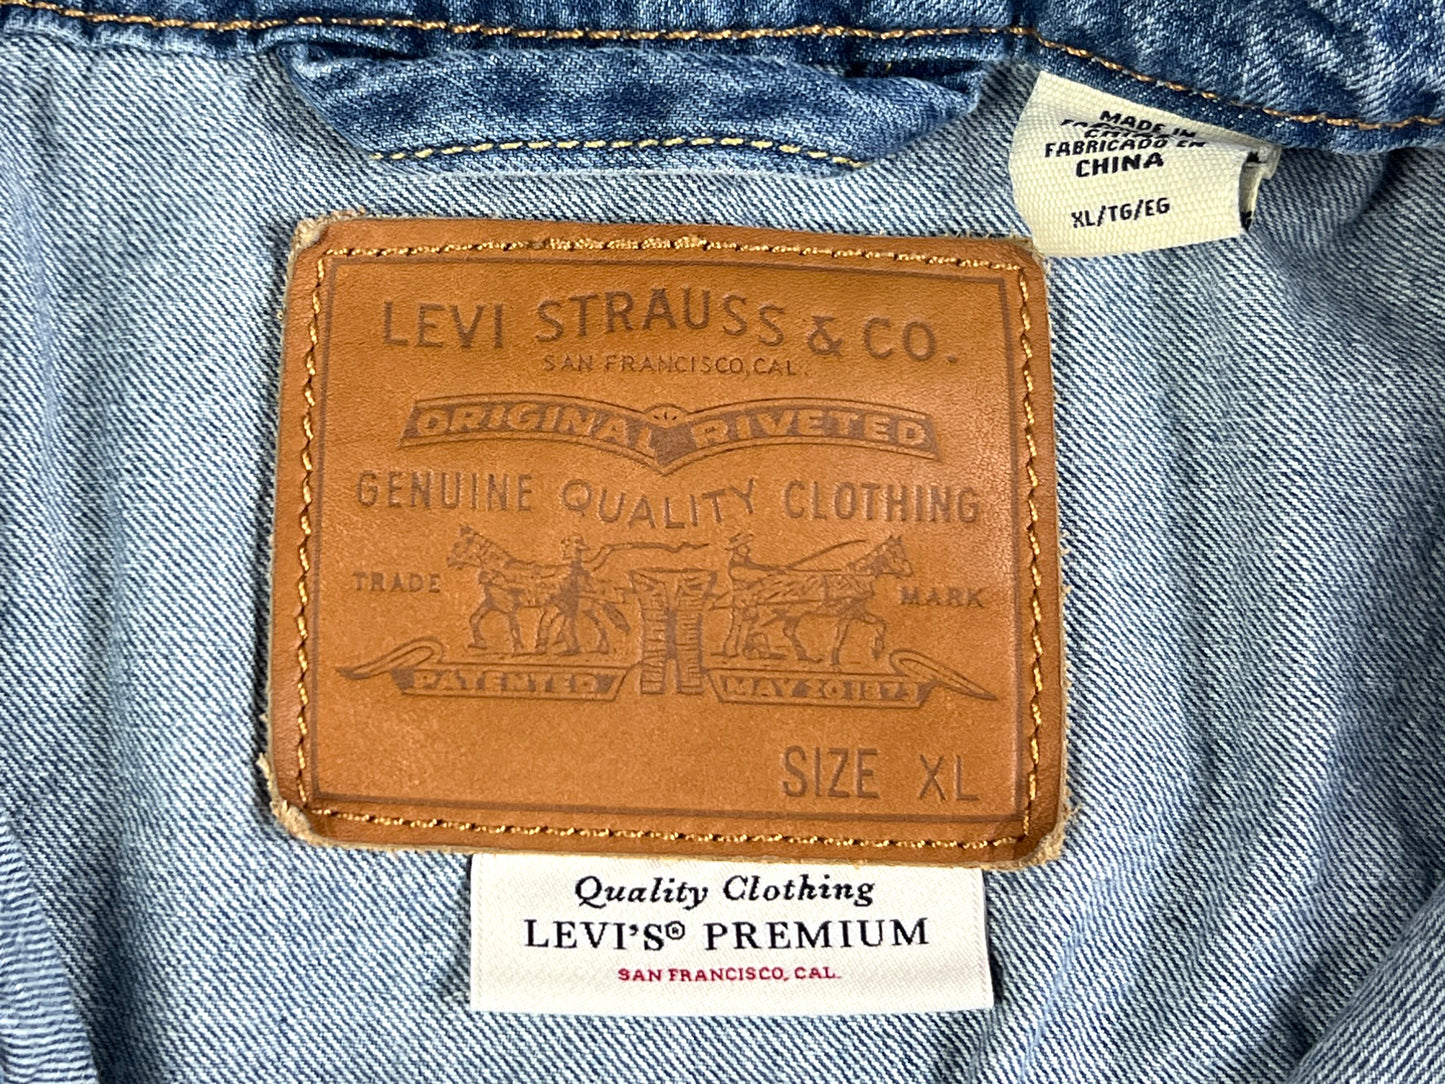 MADE IN
CHINA
FABRICADO EN
CHINA
XL/TG/EG
LEVI STRAUSS & CO.
SAN FRANCISCO, CAL.
ORIGINAL RIVETED
GENUINE QUALITY CLOTHING
TRADE MARK
PATENTED MAY 20 1873
SIZE XL
Quality Clothing
LEVI'S® PREMIUM
SAN FRANCISCO, CAL.